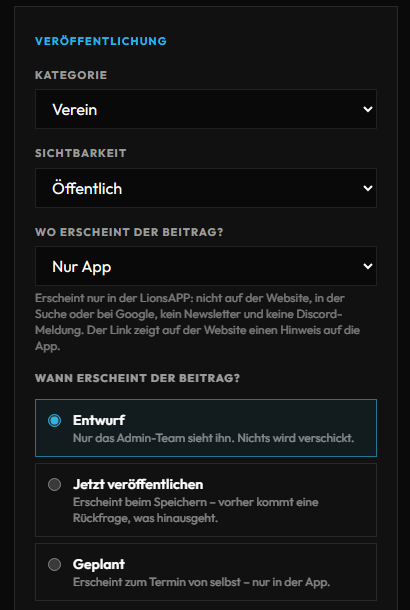 VERÖFFENTLICHUNG
KATEGORIE
Verein
SICHTBARKEIT
Öffentlich
WO ERSCHEINT DER BEITRAG?
Nur App
Erscheint nur in der LionsAPP: nicht auf der Website, in der
Suche oder bei Google, kein Newsletter und keine Discord-
Meldung. Der Link zeigt auf der Website einen Hinweis auf die
App.
WANN ERSCHEINT DER BEITRAG?
Entwurf
Nur das Admin-Team sieht ihn. Nichts wird verschickt.
Jetzt veröffentlichen
Erscheint beim Speichern – vorher kommt eine
Rückfrage, was hinausgeht.
Geplant
Erscheint zum Termin von selbst – nur in der App.